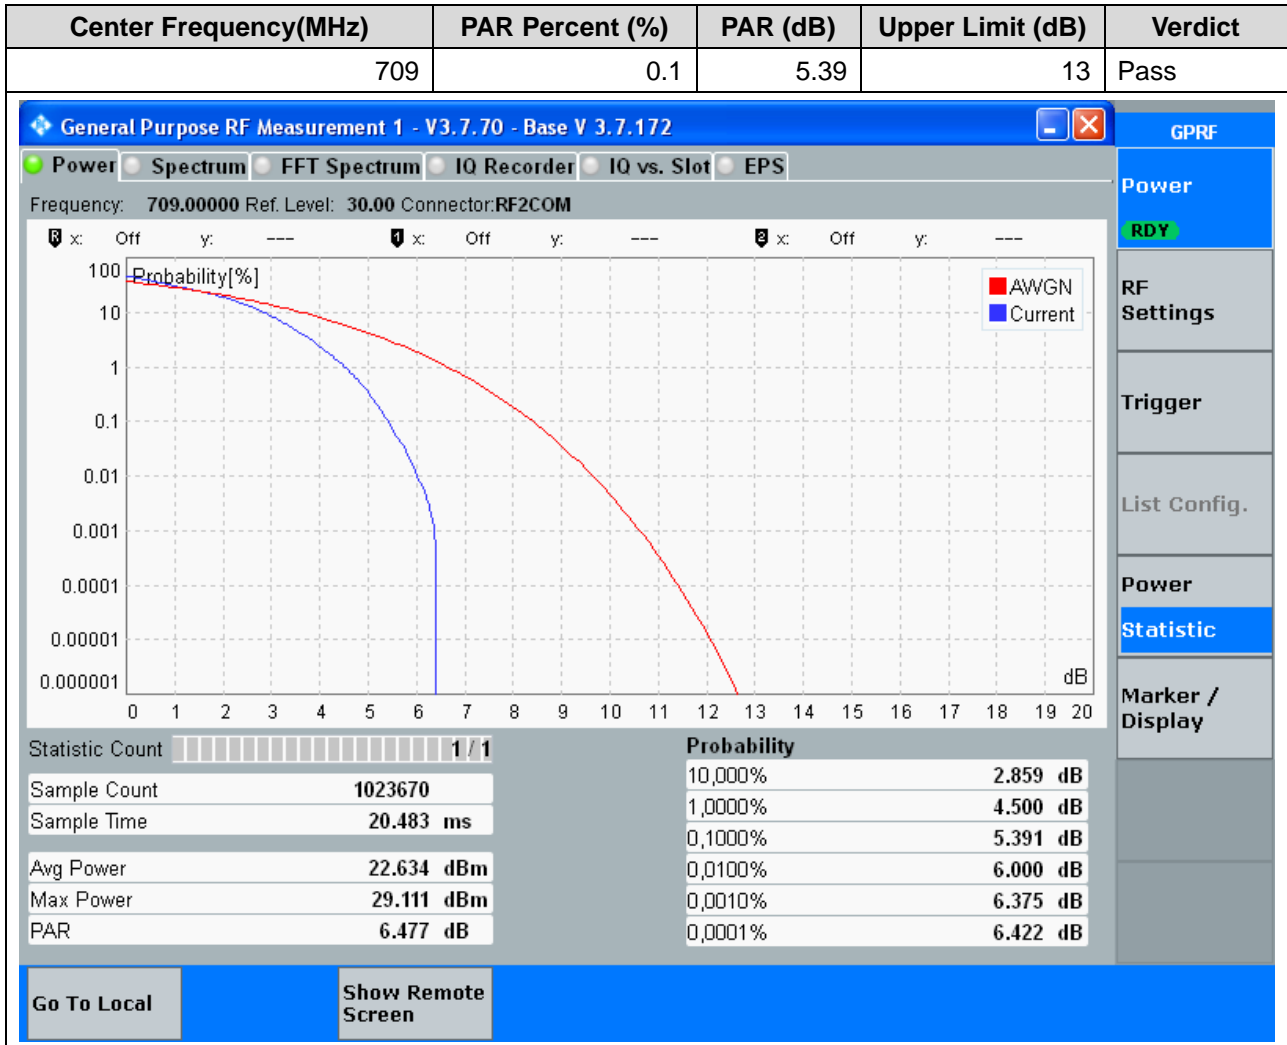 Center Frequency(MHz) PAR Percent (%) PAR (dB) Upper Limit (dB) Verdict
709 0.1 5.39 13 Pass
General Purpose RF Measurement 1 - V3.7.70 - Base V 3.7.172
GPRF
Power Spectrum FFT Spectrum IQ Recorder IQ vs. Slot EPS
Frequency: 709.00000 Ref. Level: 30.00 Connector:RF2COM
R x: Off y: --- 1 x: Off y: --- 2 x: Off y: ---
Probability[%]
AWGN
Current
100
10
1
0.1
0.01
0.001
0.0001
0.00001
0.000001
dB
0 1 2 3 4 5 6 7 8 9 10 11 12 13 14 15 16 17 18 19 20
Statistic Count 1 / 1
Sample Count 1023670
Sample Time 20.483 ms
Avg Power 22.634 dBm
Max Power 29.111 dBm
PAR 6.477 dB
Probability
10,000% 2.859 dB
1,0000% 4.500 dB
0,1000% 5.391 dB
0,0100% 6.000 dB
0,0010% 6.375 dB
0,0001% 6.422 dB
Power
RDY
RF
Settings
Trigger
List Config.
Power
Statistic
Marker /
Display
Go To Local
Show Remote
Screen